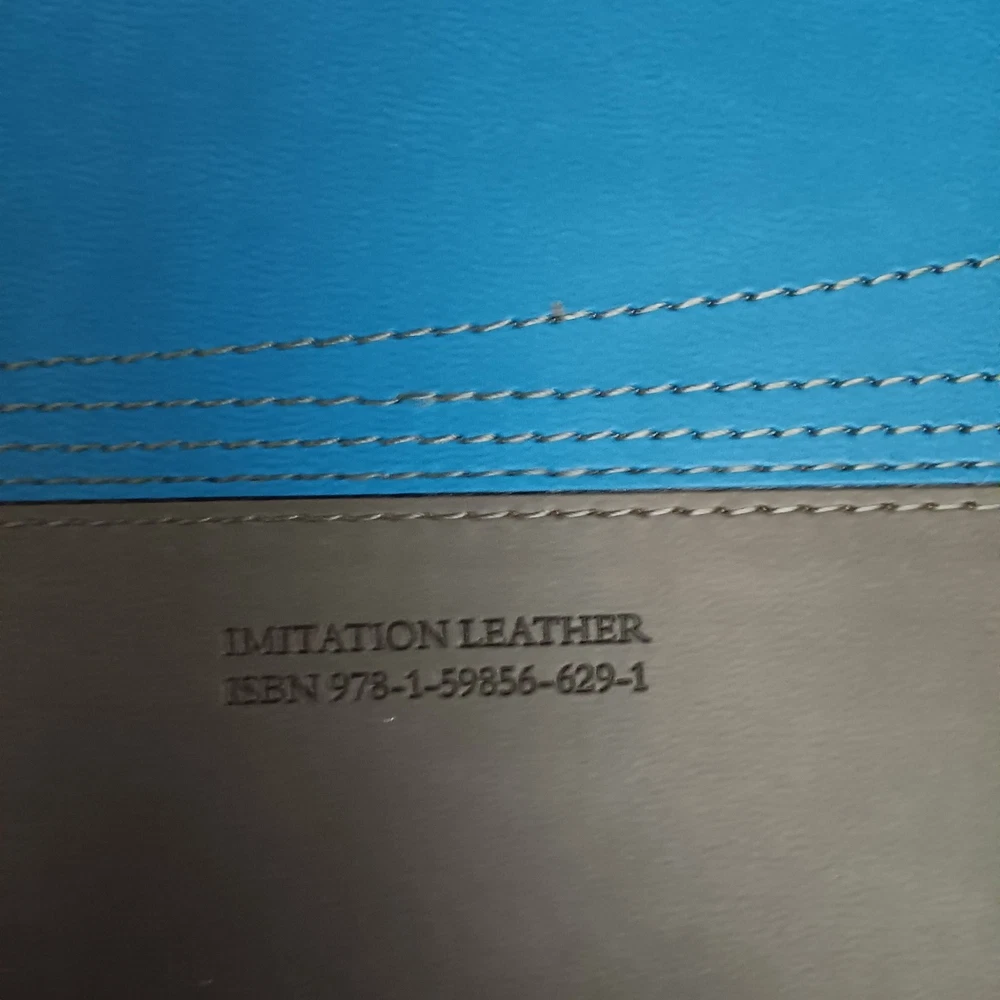 IMITATION LEATHER
ISBN 978-1-59856-629-1